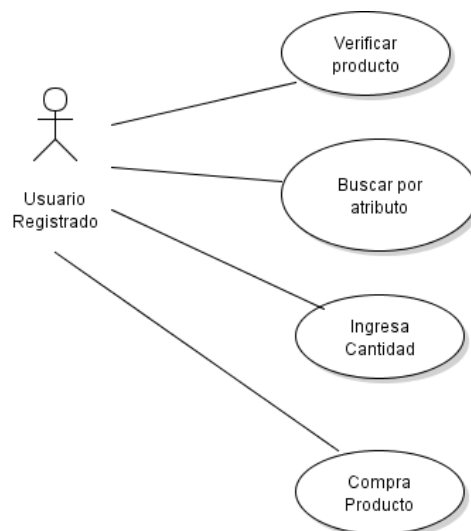 Verificar
producto
Usuario
Registrado
Buscar por
atributo
Ingresa
Cantidad
Compra
Producto